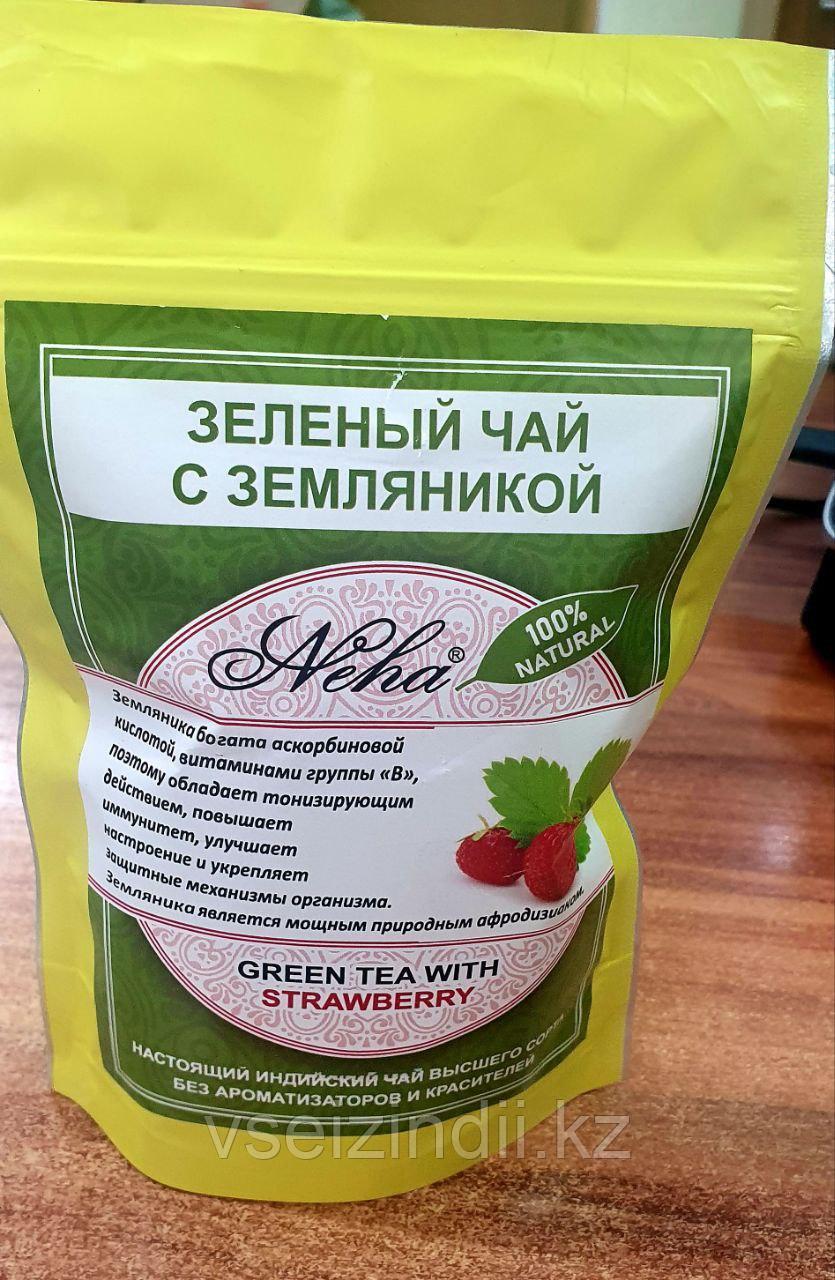 ЗЕЛЕНЫЙ ЧАЙ
С ЗЕМЛЯНИКОЙ
Neha®
100%
NATURAL
Земляника богата аскорбиновой
кислотой, витаминами группы «В»,
поэтому обладает тонизирующим
действием, повышает
иммунитет, улучшает
настроение и укрепляет
защитные механизмы организма.
Земляника является мощным природным афродизиаком.
GREEN TEA WITH
STRAWBERRY
НАСТОЯЩИЙ ИНДИЙСКИЙ ЧАЙ ВЫСШЕГО СОРТА
БЕЗ АРОМАТИЗАТОРОВ И КРАСИТЕЛЕЙ
vseizindii.kz